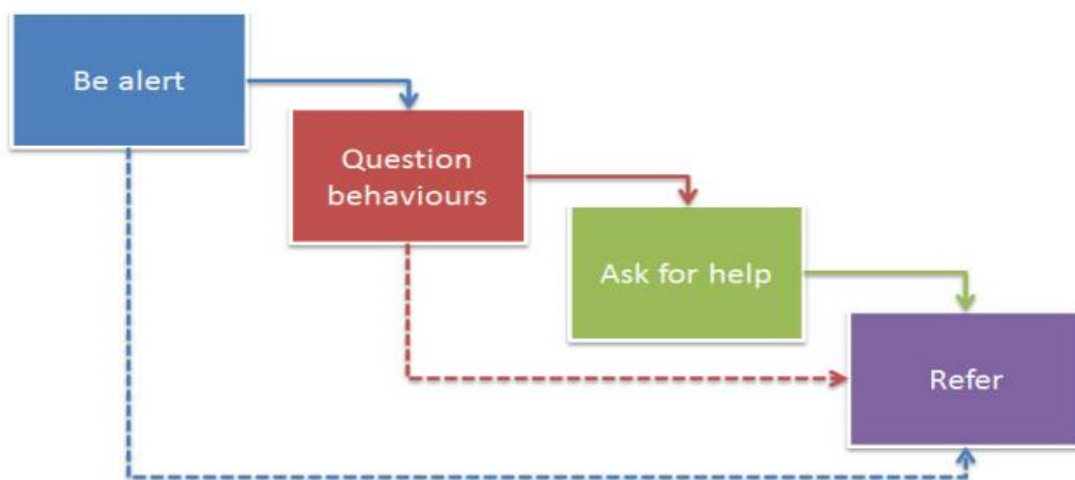 Be alert
Question
behaviours
Ask for help
Refer